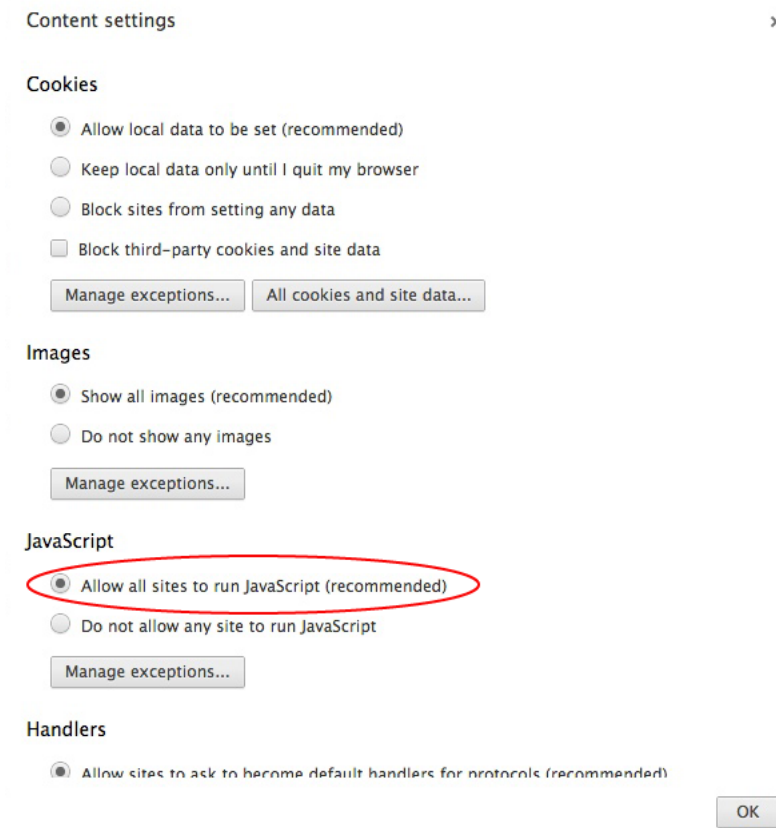 Content settings
Cookies
Allow local data to be set (recommended)
Keep local data only until I quit my browser
Block sites from setting any data
Block third-party cookies and site data
Manage exceptions... All cookies and site data...
Images
Show all images (recommended)
Do not show any images
Manage exceptions...
JavaScript
Allow all sites to run JavaScript (recommended)
Do not allow any site to run JavaScript
Manage exceptions...
Handlers
Allow sites to ask to become default handlers for protocols (recommended)
OK